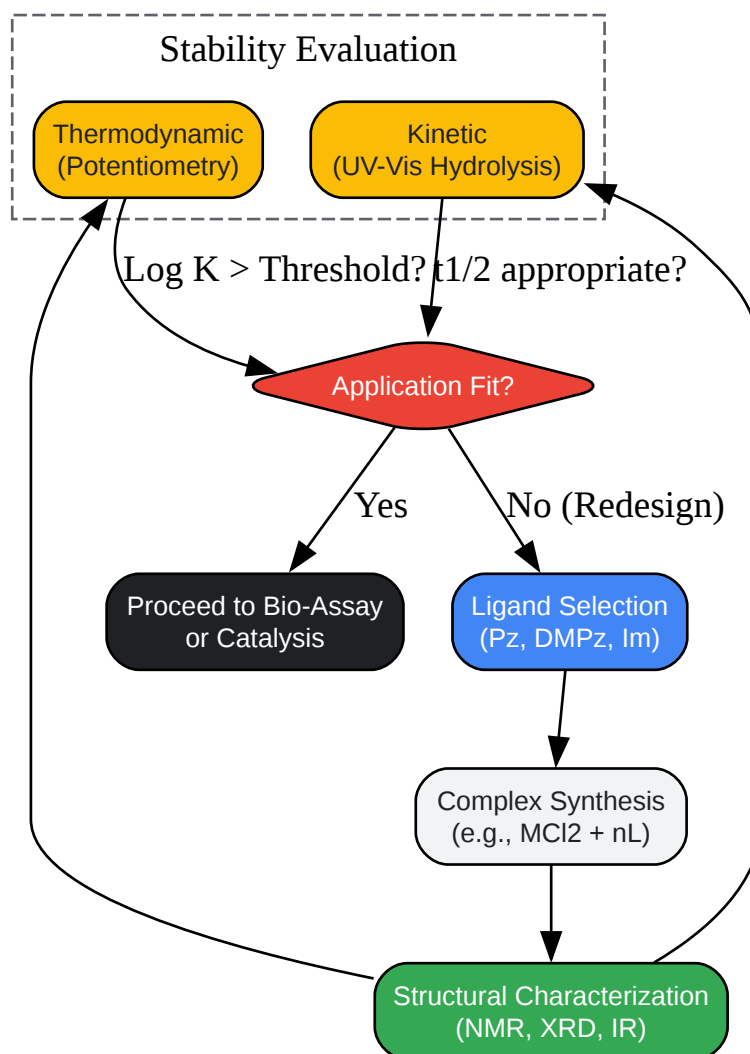 Stability Evaluation
Thermodynamic
(Potentiometry)
Kinetic
(UV-Vis Hydrolysis)
Log K > Threshold?
t1/2 appropriate?
Application Fit?
Yes
No (Redesign)
Proceed to Bio-Assay
or Catalysis
Ligand Selection
(Pz, DMPz, Im)
Complex Synthesis
(e.g., MCl2 + nL)
Structural Characterization
(NMR, XRD, IR)